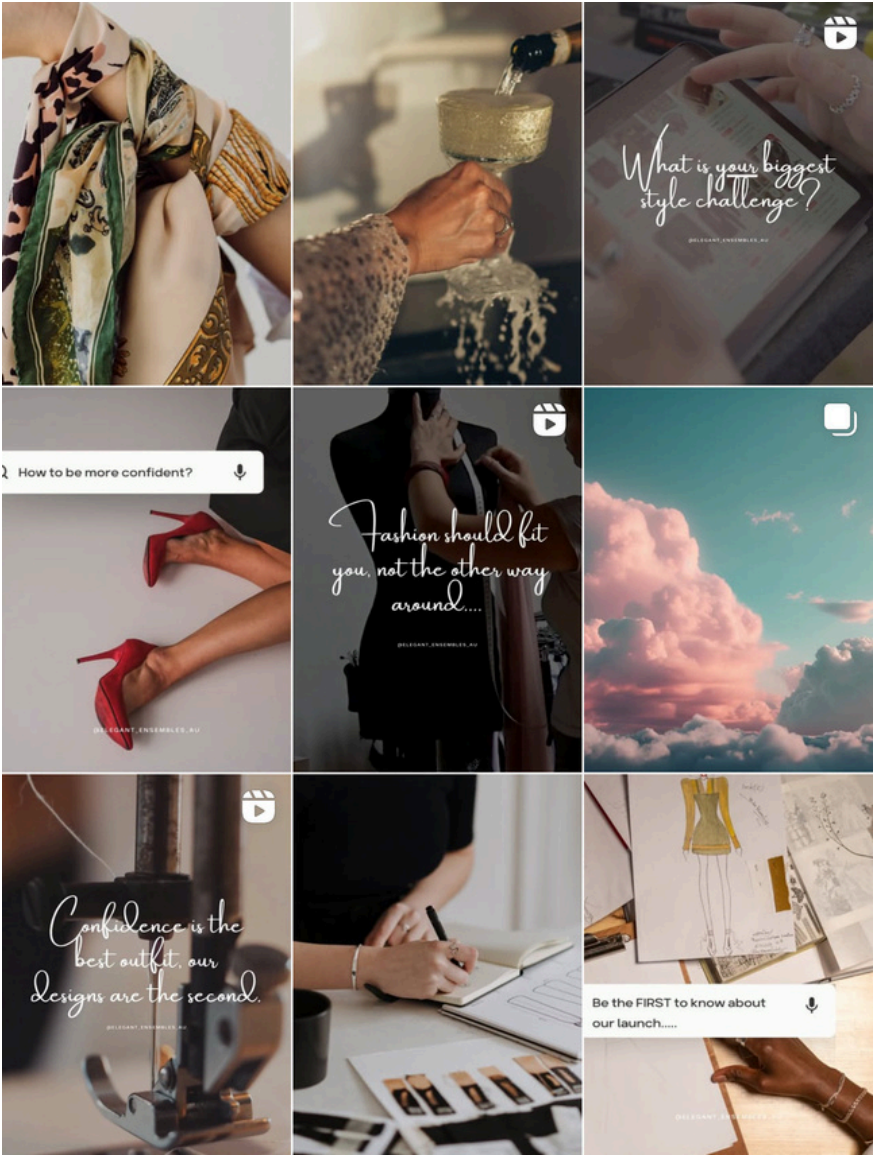 What is your biggest
style challenge?
@ELEGANT_ENSEMBLES_AU
How to be more confident?
@ELEGANT_ENSEMBLES_AU
Fashion should fit
you, not the other way
around....
@ELEGANT_ENSEMBLES_AU
Confidence is the
best outfit, our
designs are the second.
@ELEGANT_ENSEMBLES_AU
Be the FIRST to know about
our launch.....
@ELEGANT_ENSEMBLES_AU